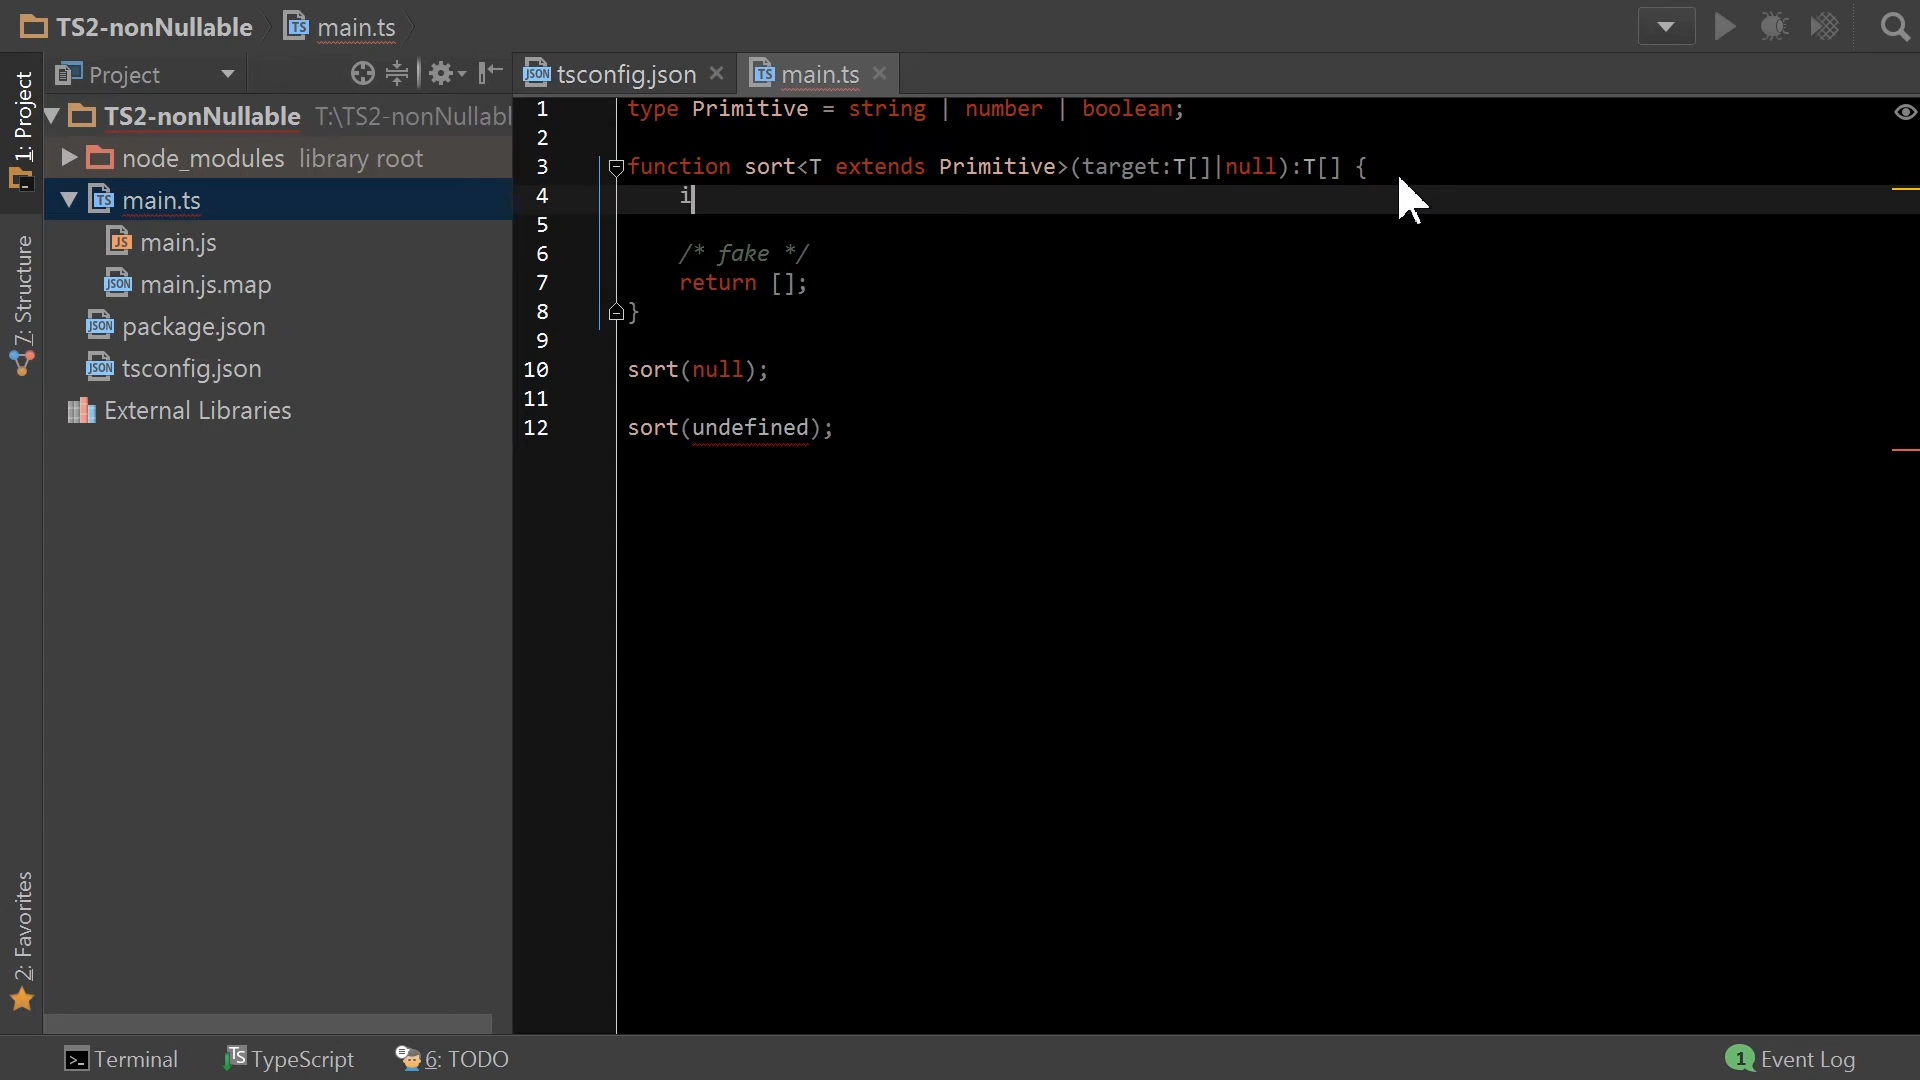 TS2-nonNullable
main.ts
1: Project
7: Structure
2: Favorites
Project
TS2-nonNullable T:\TS2-nonNullabl
node_modules library root
main.ts
main.js
main.js.map
package.json
tsconfig.json
External Libraries
tsconfig.json
main.ts
1 type Primitive = string | number | boolean;
2
3 function sort<T extends Primitive>(target:T[]|null):T[] {
4 i
5
6 /* fake */
7 return [];
8 }
9
10 sort(null);
11
12 sort(undefined);
Terminal
TypeScript
6: TODO
1 Event Log